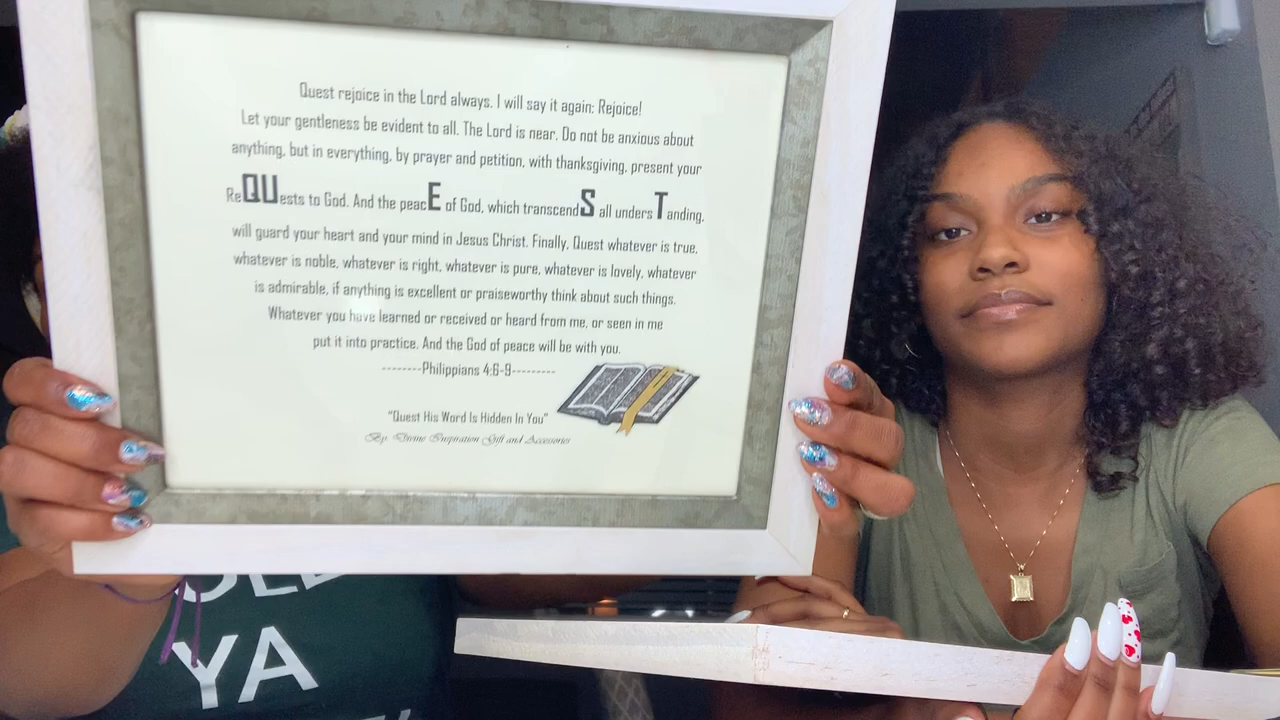 Quest rejoice in the Lord always. I will say it again: Rejoice!
Let your gentleness be evident to all. The Lord is near. Do not be anxious about
anything, but in everything, by prayer and petition, with thanksgiving, present your
ReQUests to God. And the peacE of God, which transcendS all undersTanding,
will guard your heart and your mind in Jesus Christ. Finally, Quest whatever is true,
whatever is noble, whatever is right, whatever is pure, whatever is lovely, whatever
is admirable, if anything is excellent or praiseworthy think about such things.
Whatever you have learned or received or heard from me, or seen in me
put it into practice. And the God of peace will be with you.
--------Philippians 4:6-9---------
"Quest His Word Is Hidden In You"
By: Divine Inspiration Gift and Accesories
YA